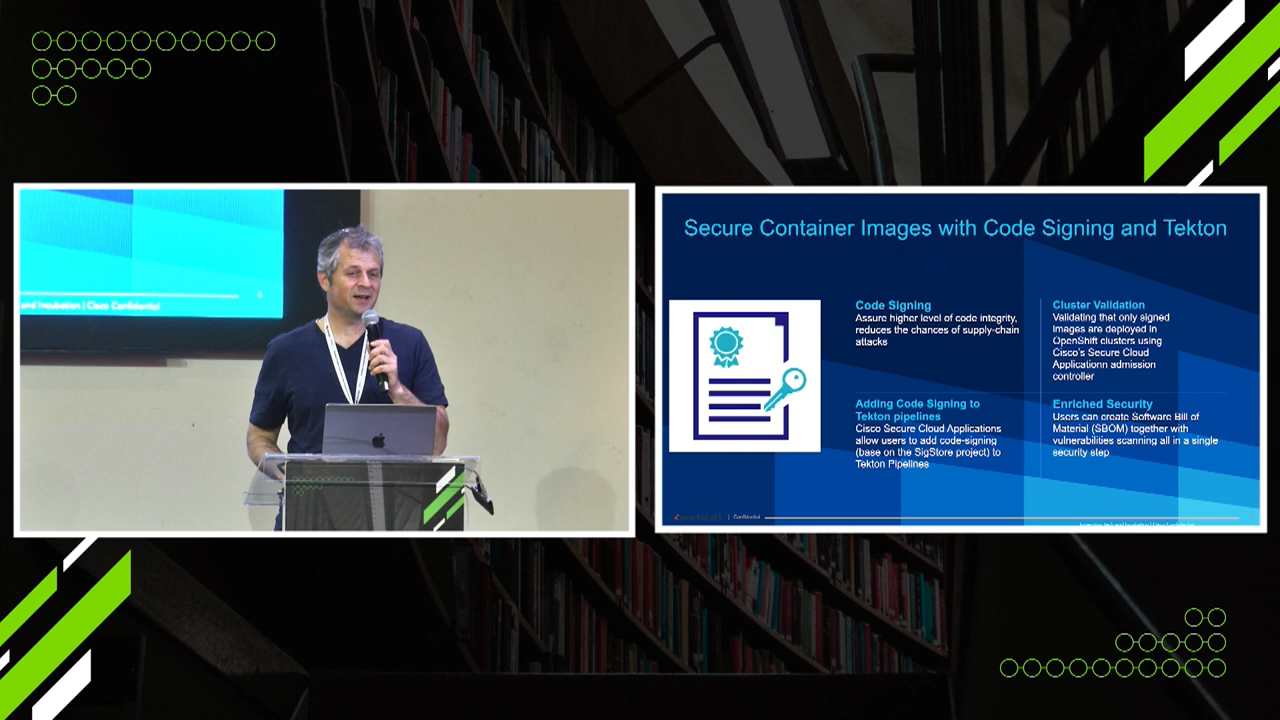 and Incubation | Cisco Confidential
Secure Container Images with Code Signing and Tekton
Code Signing
Assure higher level of code integrity,
reduces the chances of supply-chain
attacks
Cluster Validation
Validating that only signed
images are deployed in
OpenShift clusters using
Cisco's Secure Cloud
Applicationn admission
controller
Adding Code Signing to
Tekton pipelines
Cisco Secure Cloud Applications
allow users to add code-signing
(base on the SigStore project) to
Tekton Pipelines
Enriched Security
Users can create Software Bill of
Material (SBOM) together with
vulnerabilities scanning all in a single
security step
| Confidential